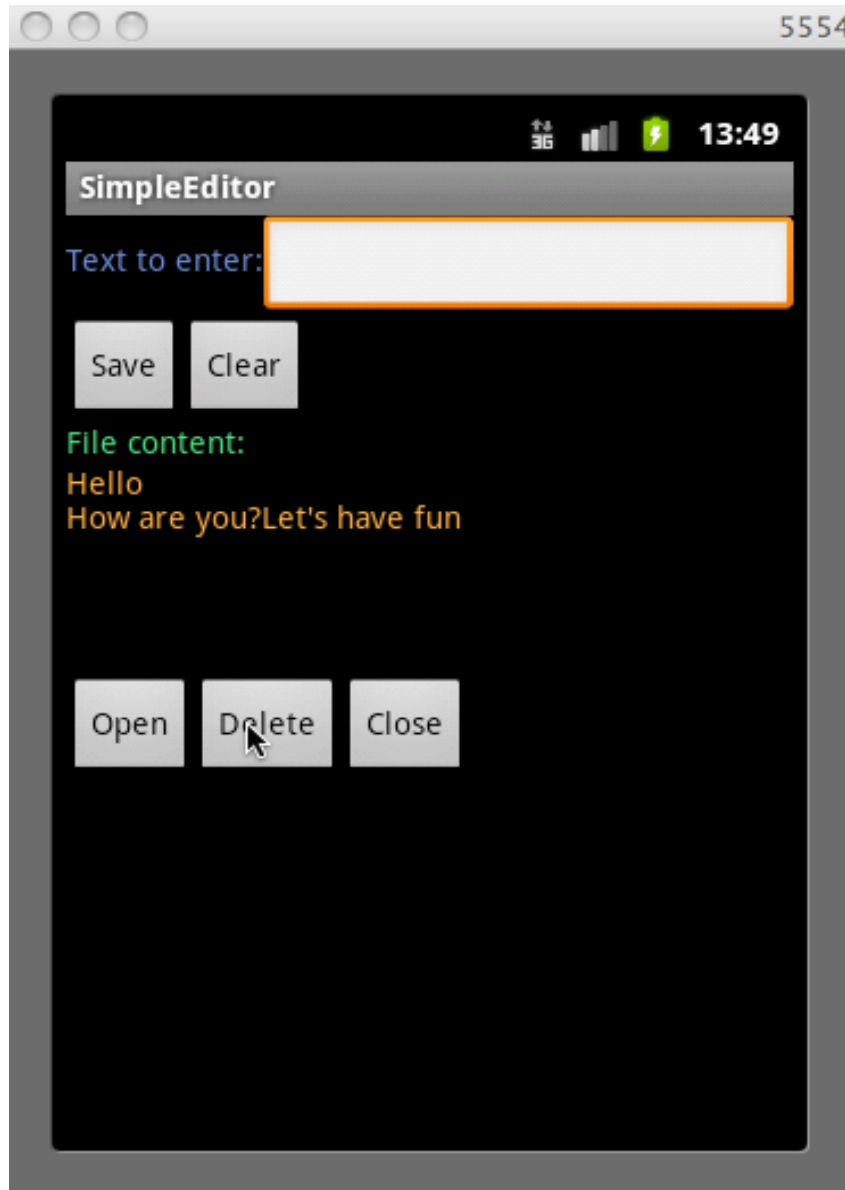 5554
3G 13:49
SimpleEditor
Text to enter:
Save Clear
File content:
Hello
How are you?Let's have fun
Open Delete Close